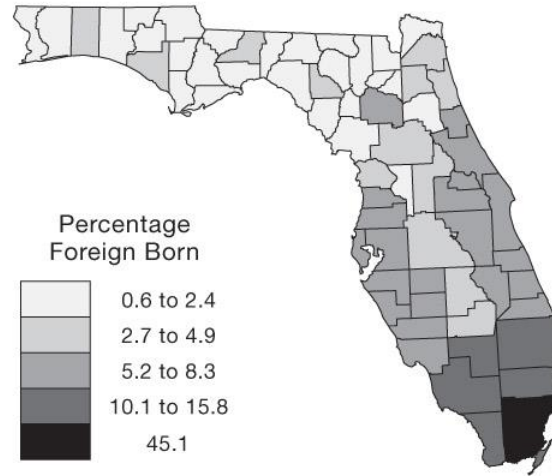 Percentage
Foreign Born
0.6 to 2.4
2.7 to 4.9
5.2 to 8.3
10.1 to 15.8
45.1